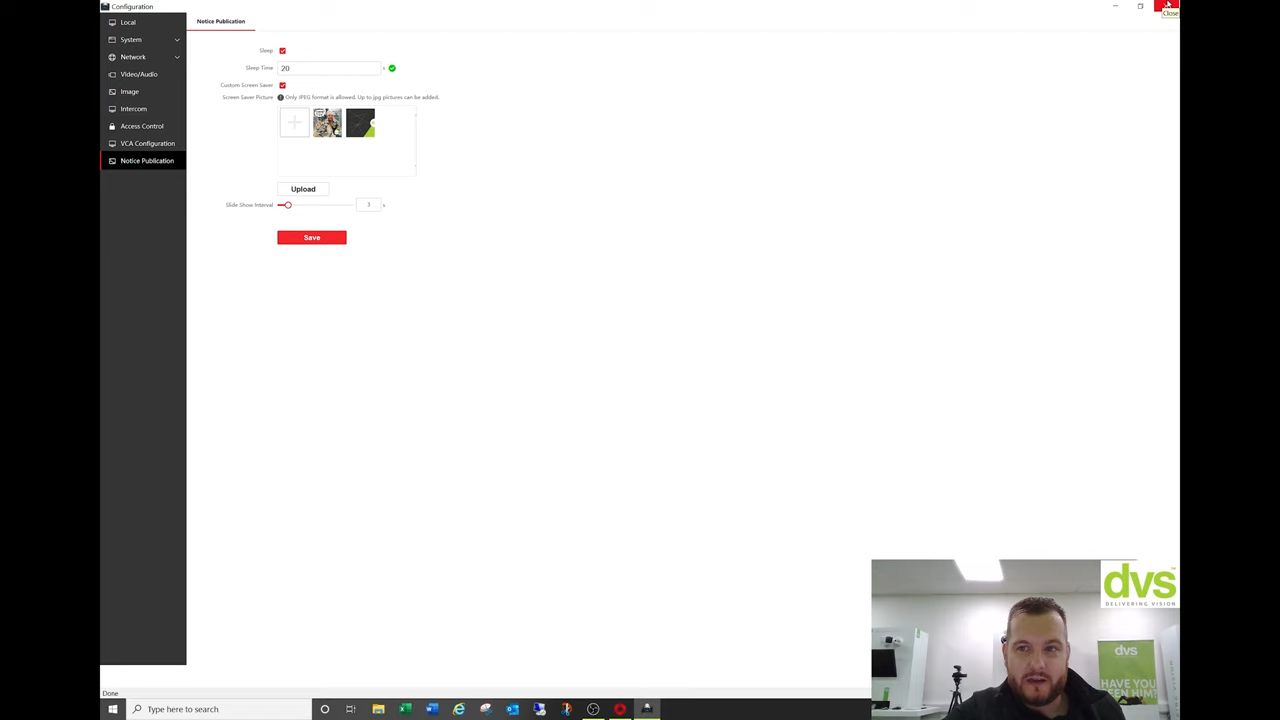 Configuration
Close
Local
System
Network
Video/Audio
Image
Intercom
Access Control
VCA Configuration
Notice Publication
Notice Publication
Sleep
Sleep Time
20
s
Custom Screen Saver
Screen Saver Picture
Only JPEG format is allowed. Up to jpg pictures can be added.
Upload
Slide Show Interval
3
s
Save
Done
Type here to search
dvs
DELIVERING VISION
dvs
HAVE YOU
SEEN HIM?